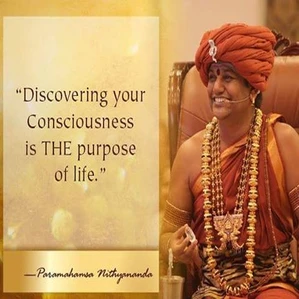 “Discovering your
Consciousness
is THE purpose
of life.”
—Paramahamsa Nithyananda